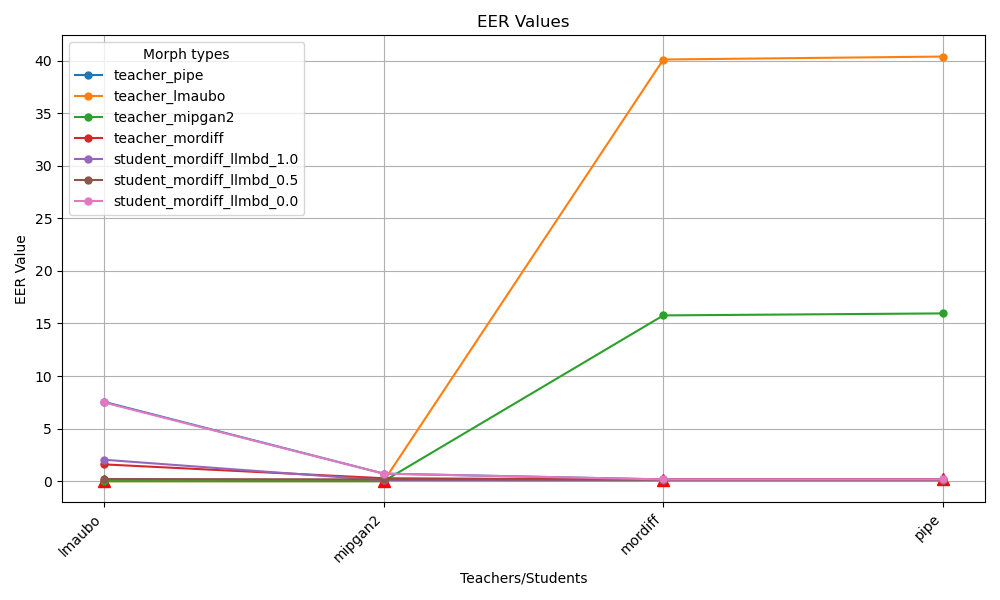 EER Values
Morph types
teacher_pipe
teacher_lmaubo
teacher_mipgan2
teacher_mordiff
student_mordiff_llmbd_1.0
student_mordiff_llmbd_0.5
student_mordiff_llmbd_0.0
EER Value
40
35
30
25
20
15
10
5
0
lmaubo
mipgan2
mordiff
pipe
Teachers/Students